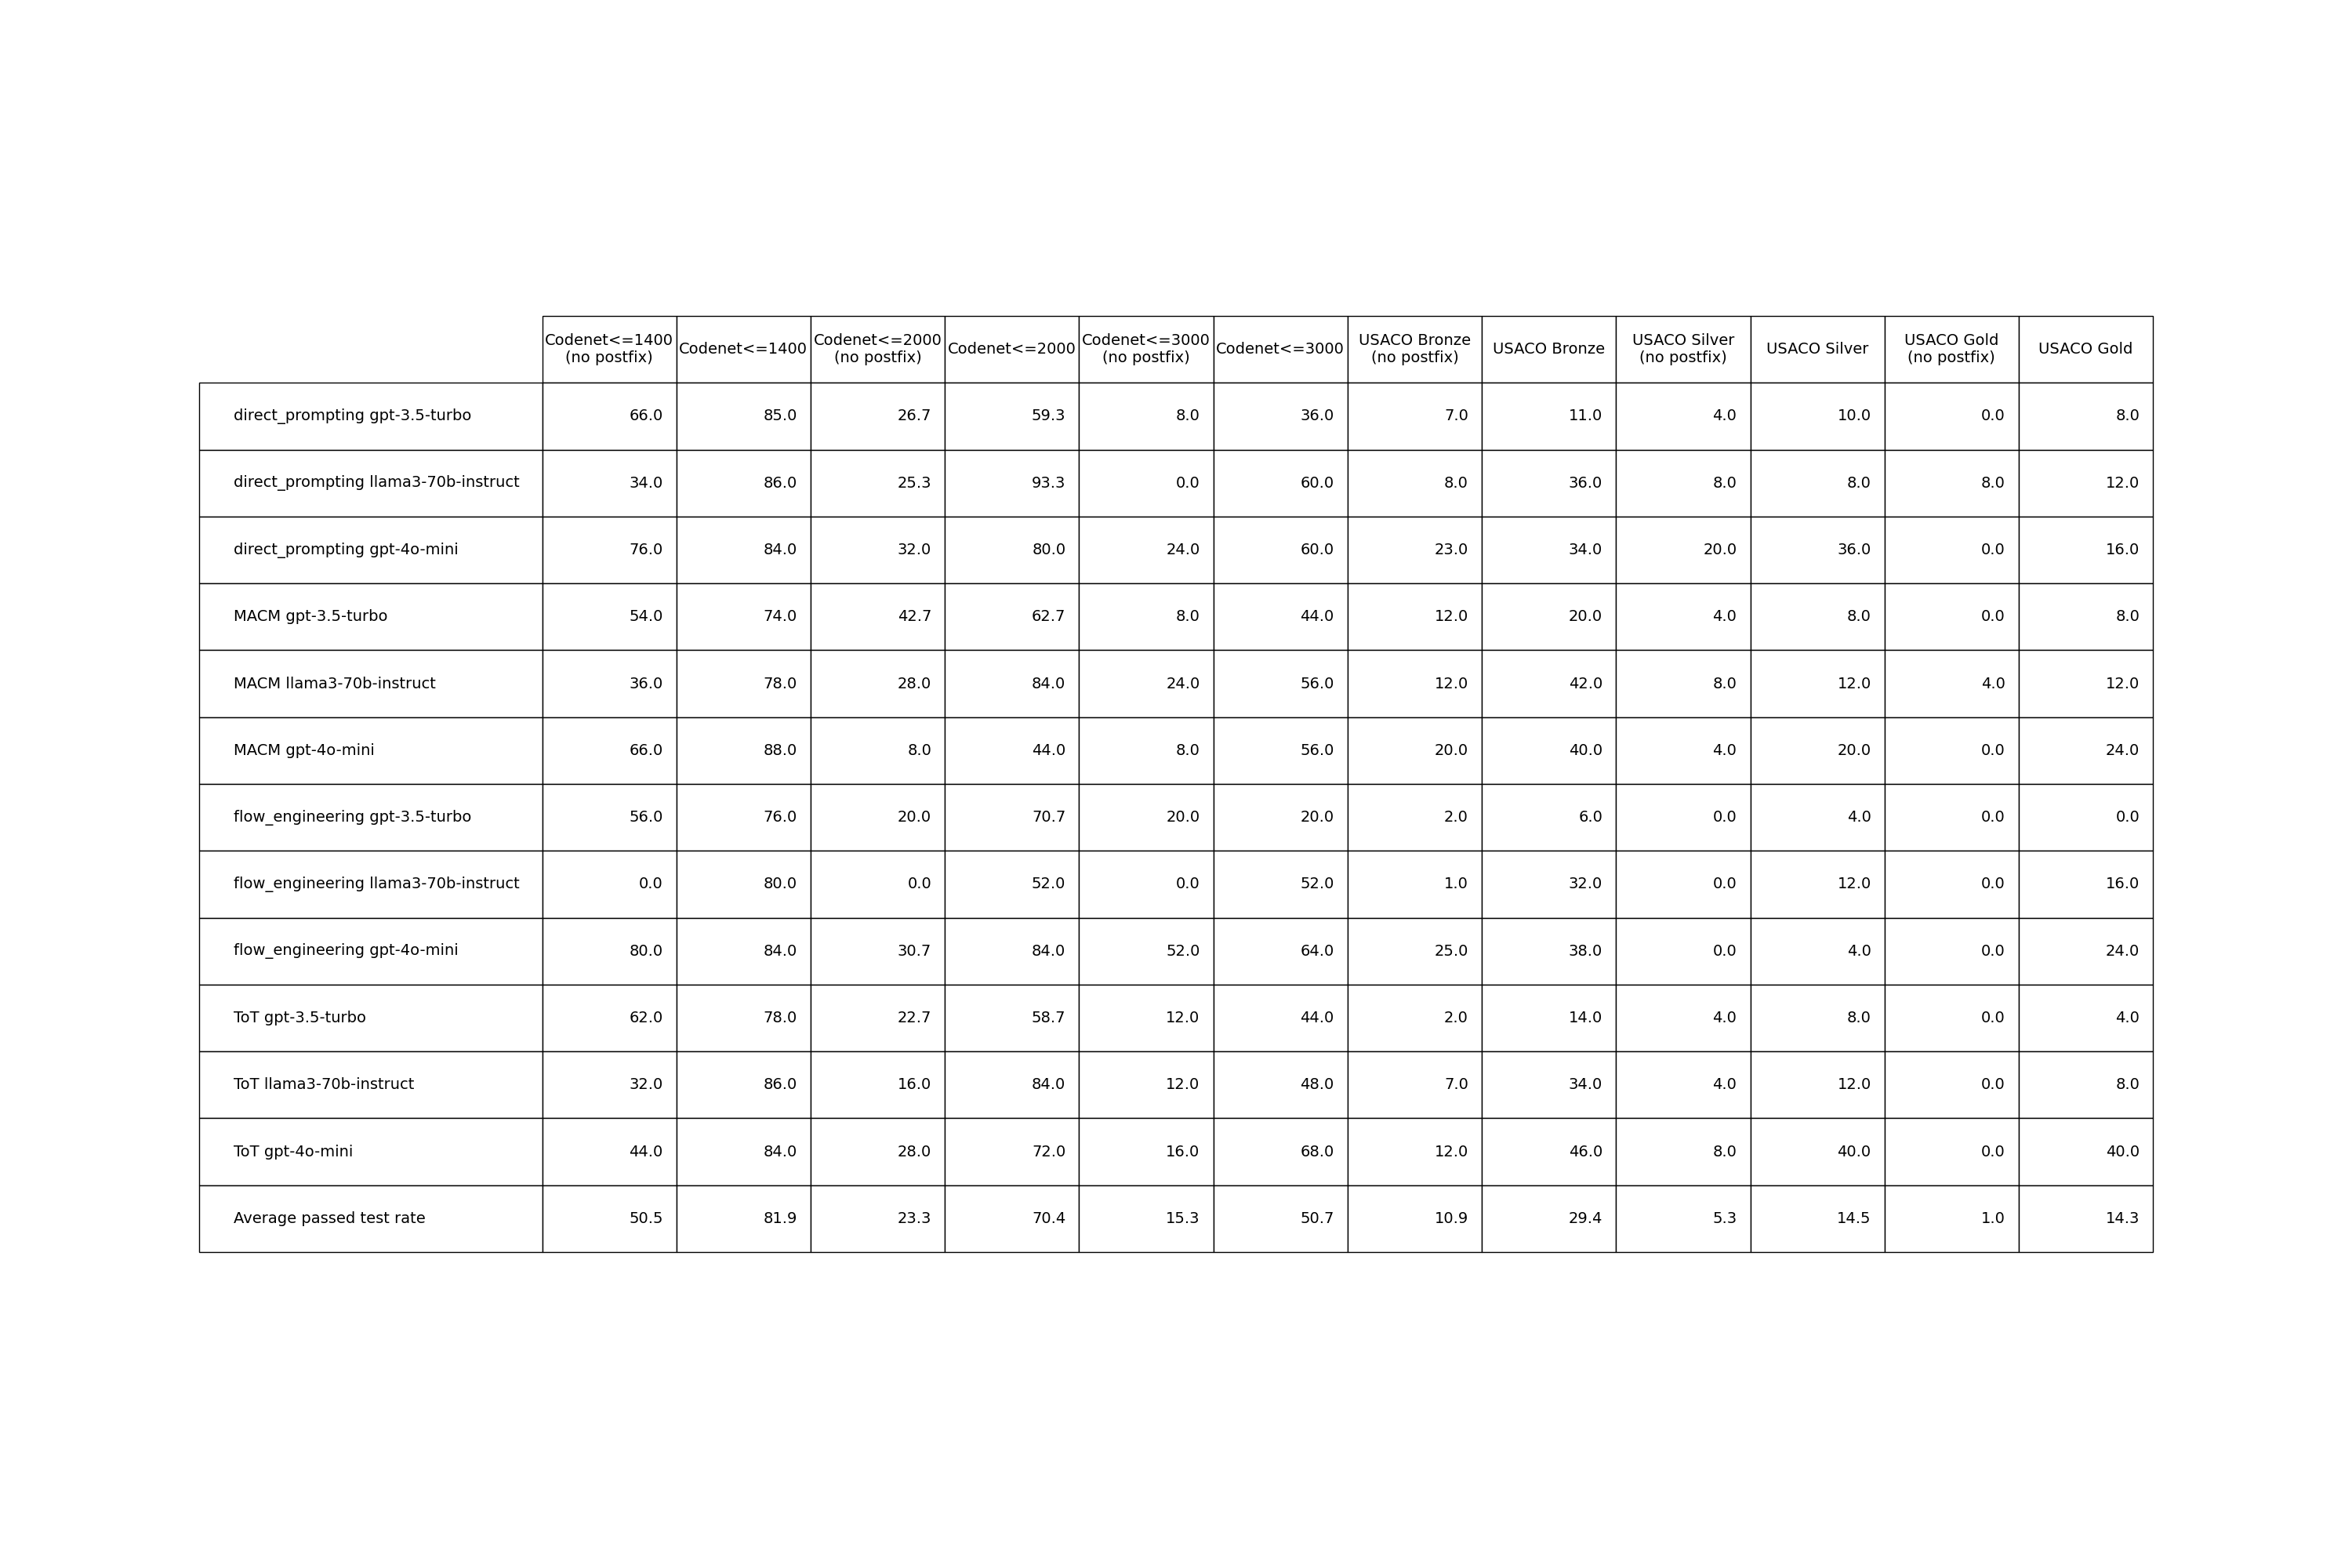 Codenet<=1400 (no postfix) Codenet<=1400 Codenet<=2000 (no postfix) Codenet<=2000 Codenet<=3000 (no postfix) Codenet<=3000 USACO Bronze (no postfix) USACO Bronze USACO Silver (no postfix) USACO Silver USACO Gold (no postfix) USACO Gold
direct_prompting gpt-3.5-turbo 66.0 85.0 26.7 59.3 8.0 36.0 7.0 11.0 4.0 10.0 0.0 8.0
direct_prompting llama3-70b-instruct 34.0 86.0 25.3 93.3 0.0 60.0 8.0 36.0 8.0 8.0 8.0 12.0
direct_prompting gpt-4o-mini 76.0 84.0 32.0 80.0 24.0 60.0 23.0 34.0 20.0 36.0 0.0 16.0
MACM gpt-3.5-turbo 54.0 74.0 42.7 62.7 8.0 44.0 12.0 20.0 4.0 8.0 0.0 8.0
MACM llama3-70b-instruct 36.0 78.0 28.0 84.0 24.0 56.0 12.0 42.0 8.0 12.0 4.0 12.0
MACM gpt-4o-mini 66.0 88.0 8.0 44.0 8.0 56.0 20.0 40.0 4.0 20.0 0.0 24.0
flow_engineering gpt-3.5-turbo 56.0 76.0 20.0 70.7 20.0 20.0 2.0 6.0 0.0 4.0 0.0 0.0
flow_engineering llama3-70b-instruct 0.0 80.0 0.0 52.0 0.0 52.0 1.0 32.0 0.0 12.0 0.0 16.0
flow_engineering gpt-4o-mini 80.0 84.0 30.7 84.0 52.0 64.0 25.0 38.0 0.0 4.0 0.0 24.0
ToT gpt-3.5-turbo 62.0 78.0 22.7 58.7 12.0 44.0 2.0 14.0 4.0 8.0 0.0 4.0
ToT llama3-70b-instruct 32.0 86.0 16.0 84.0 12.0 48.0 7.0 34.0 4.0 12.0 0.0 8.0
ToT gpt-4o-mini 44.0 84.0 28.0 72.0 16.0 68.0 12.0 46.0 8.0 40.0 0.0 40.0
Average passed test rate 50.5 81.9 23.3 70.4 15.3 50.7 10.9 29.4 5.3 14.5 1.0 14.3